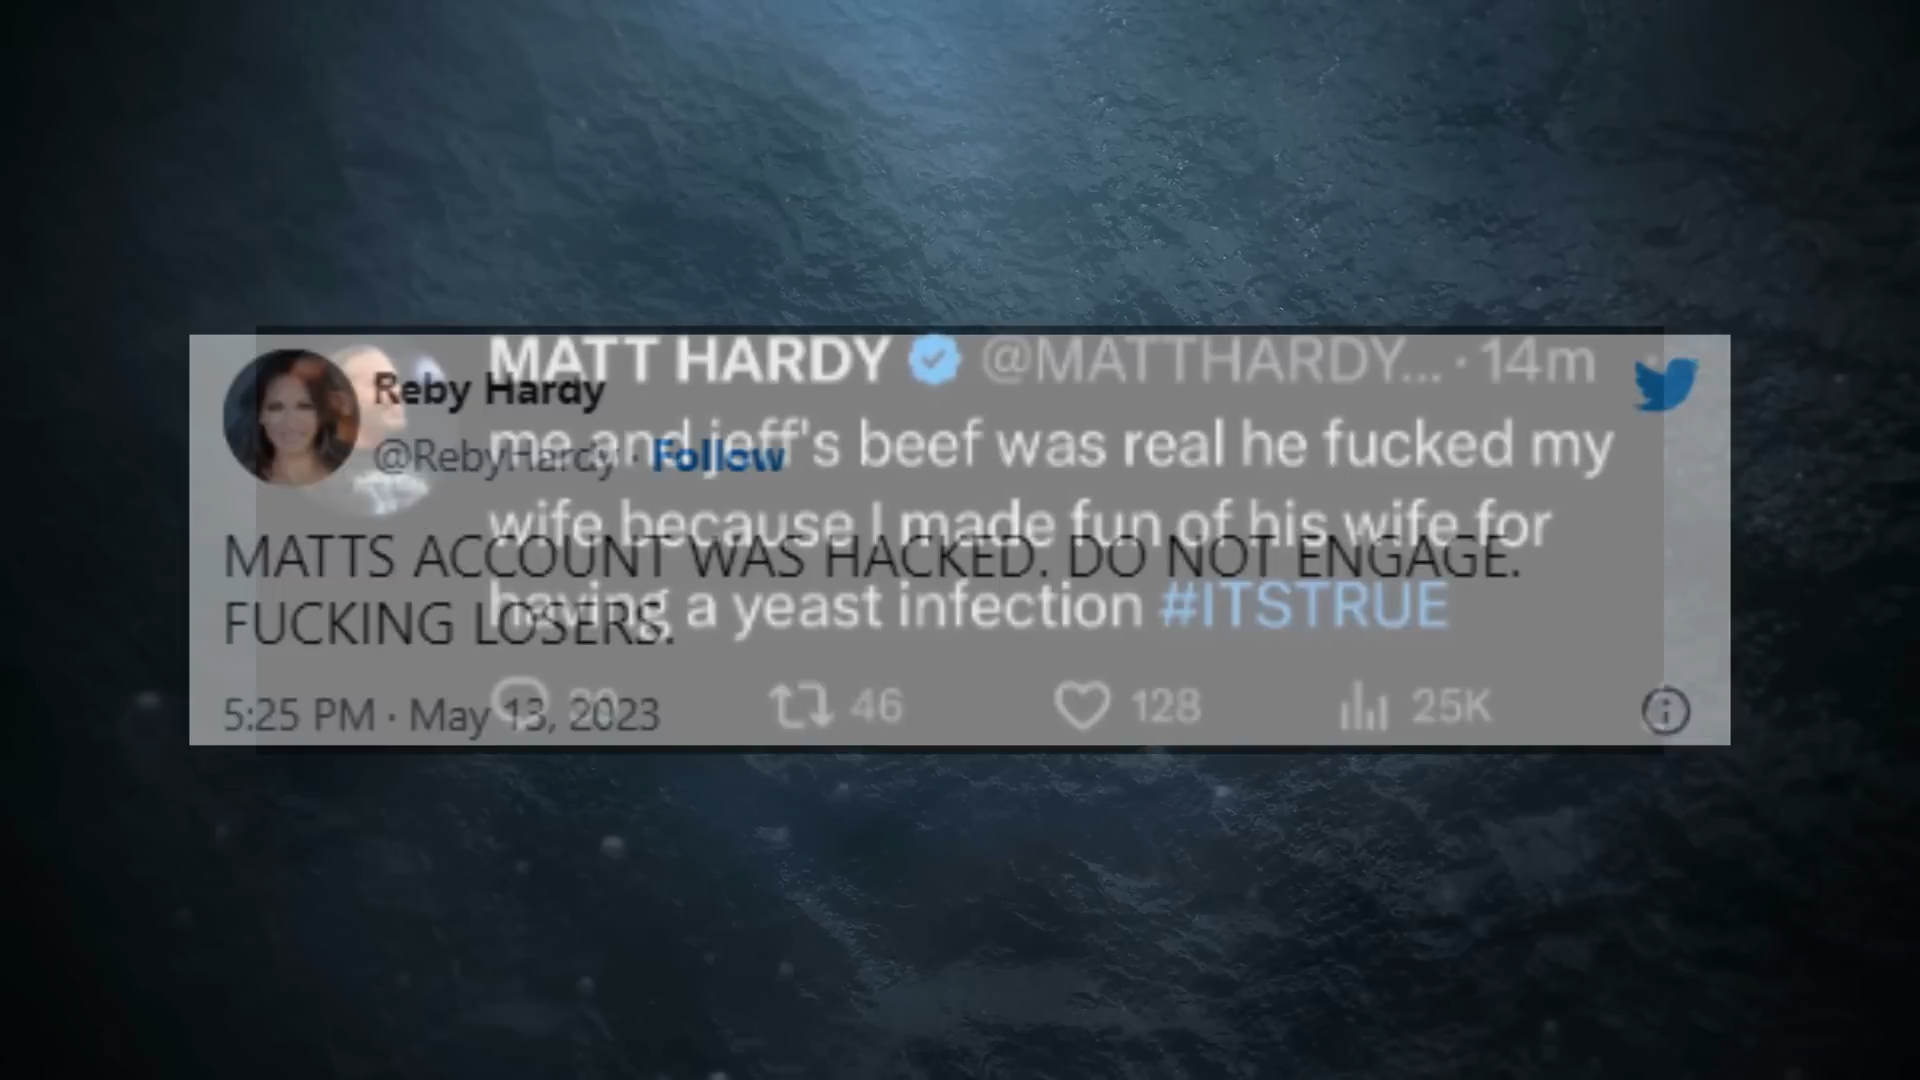 Reby Hardy
@RebyHardy · Follow
MATTS ACCOUNT WAS HACKED. DO NOT ENGAGE.
FUCKING LOSERS.
5:25 PM · May 13, 2023
MATT HARDY @MATTHARDY... · 14m
me and jeff's beef was real he fucked my
wife because I made fun of his wife for
having a yeast infection #ITSTRUE
46 128 25K